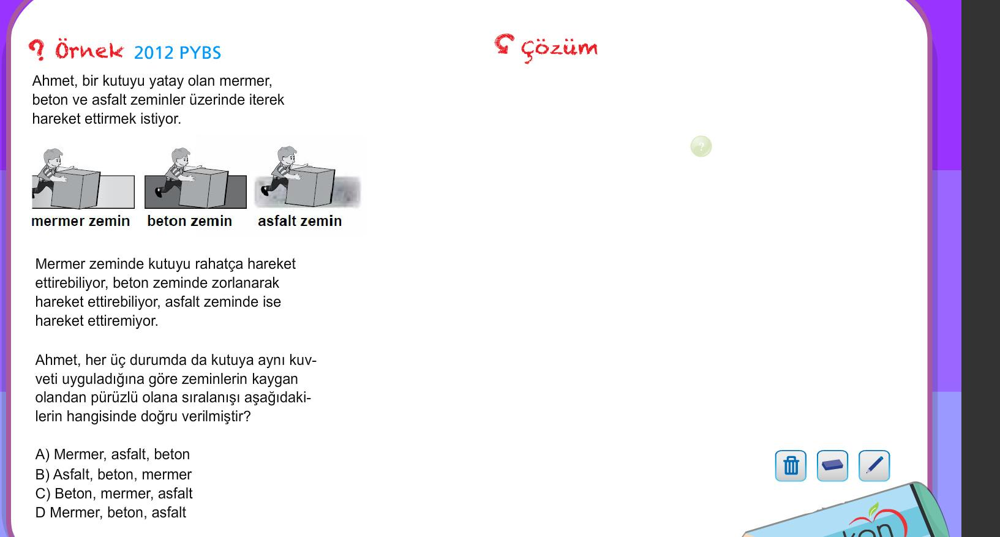 ? Örnek 2012 PYBS
Ahmet, bir kutuyu yatay olan mermer,
beton ve asfalt zeminler üzerinde iterek
hareket ettirmek istiyor.
mermer zemin beton zemin asfalt zemin
Mermer zeminde kutuyu rahatça hareket
ettirebiliyor, beton zeminde zorlanarak
hareket ettirebiliyor, asfalt zeminde ise
hareket ettiremiyor.
Ahmet, her üç durumda da kutuya aynı kuv-
veti uyguladığına göre zeminlerin kaygan
olandan pürüzlü olana sıralanışı aşağıdaki-
lerin hangisinde doğru verilmiştir?
A) Mermer, asfalt, beton
B) Asfalt, beton, mermer
C) Beton, mermer, asfalt
D Mermer, beton, asfalt
Çözüm
?